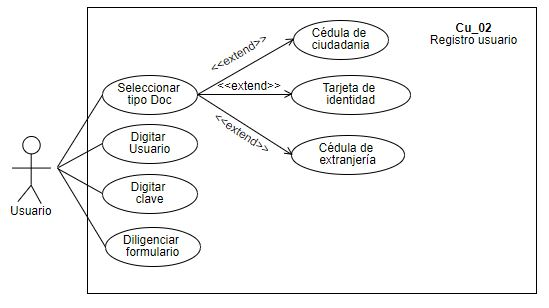 Cu_02
Registro usuario
Cédula de
ciudadania
<<extend>>
Seleccionar
tipo Doc
<<extend>>
Tarjeta de
identidad
<<extend>>
Cédula de
extranjería
Digitar
Usuario
Digitar
clave
Diligenciar
formulario
Usuario